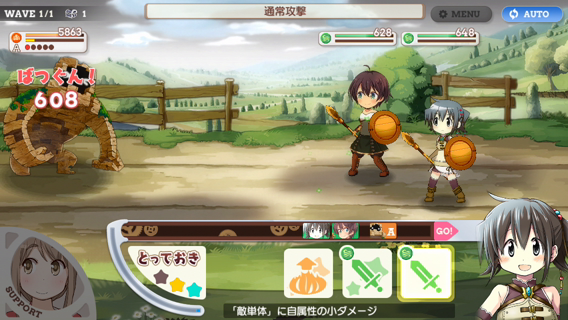 WAVE 1/1 1
通常攻撃
MENU
AUTO
5863
A
628
648
ばつぐん!
608
A
GO!
とっておき
SUPPORT
「敵単体」に自属性の小ダメージ